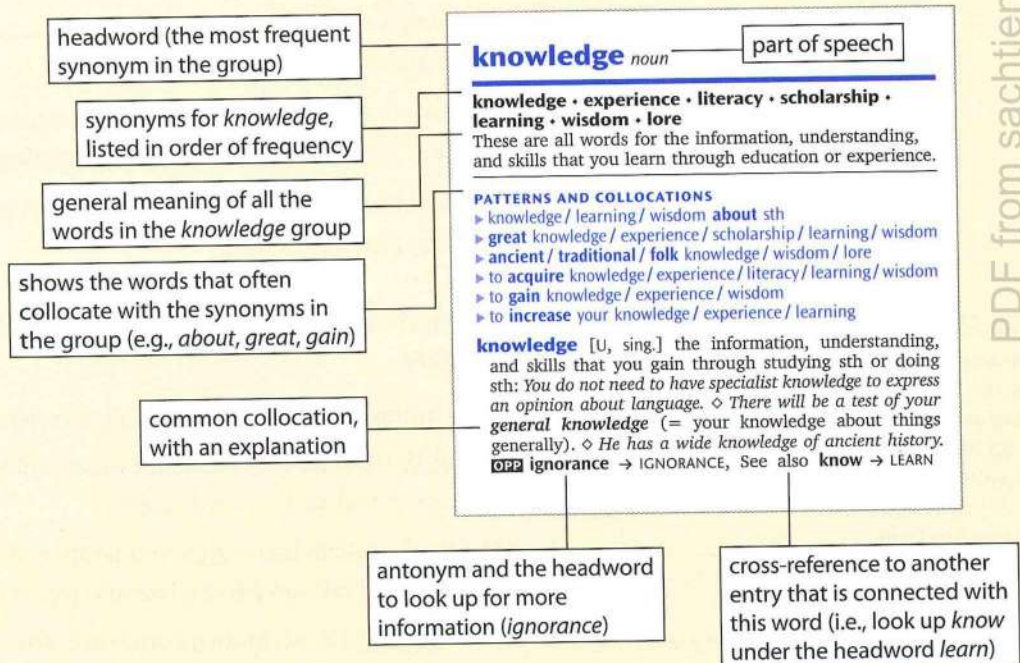 headword (the most frequent
synonym in the group)
synonyms for knowledge,
listed in order of frequency
general meaning of all the
words in the knowledge group
shows the words that often
collocate with the synonyms in
the group (e.g., about, great, gain)
common collocation,
with an explanation
knowledge noun
part of speech
knowledge • experience • literacy • scholarship •
learning • wisdom • lore
These are all words for the information, understanding,
and skills that you learn through education or experience.
PATTERNS AND COLLOCATIONS
▶ knowledge / learning / wisdom about sth
▶ great knowledge / experience / scholarship / learning / wisdom
▶ ancient / traditional / folk knowledge / wisdom / lore
▶ to acquire knowledge / experience / literacy / learning / wisdom
▶ to gain knowledge / experience / wisdom
▶ to increase your knowledge / experience / learning
knowledge [U, sing.] the information, understanding,
and skills that you gain through studying sth or doing
sth: You do not need to have specialist knowledge to express
an opinion about language. ◇ There will be a test of your
general knowledge (= your knowledge about things
generally). ◇ He has a wide knowledge of ancient history.
OPP ignorance → IGNORANCE, See also know → LEARN
antonym and the headword
to look up for more
information (ignorance)
cross-reference to another
entry that is connected with
this word (i.e., look up know
under the headword learn)
PDF from sachtien